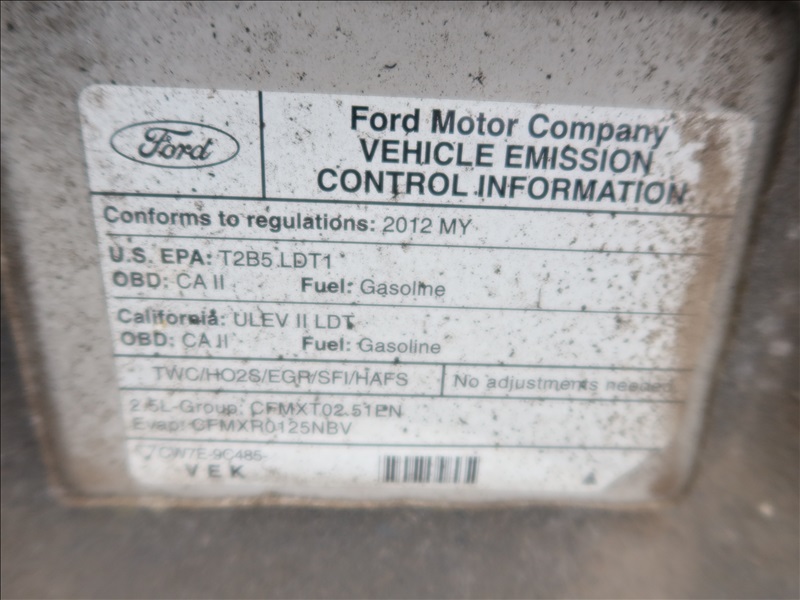 Ford
Ford Motor Company
VEHICLE EMISSION
CONTROL INFORMATION
Conforms to regulations: 2012 MY
U.S. EPA: T2B5 LDT1
OBD: CA II Fuel: Gasoline
California: ULEV II LDT
OBD: CA II Fuel: Gasoline
TWC/HO2S/EGR/SFI/HAFS No adjustments needed
2.5L-Group: CFMXT02.51EN
Evap: CFMXR0125NBV
CW7E-9C485-
VEK